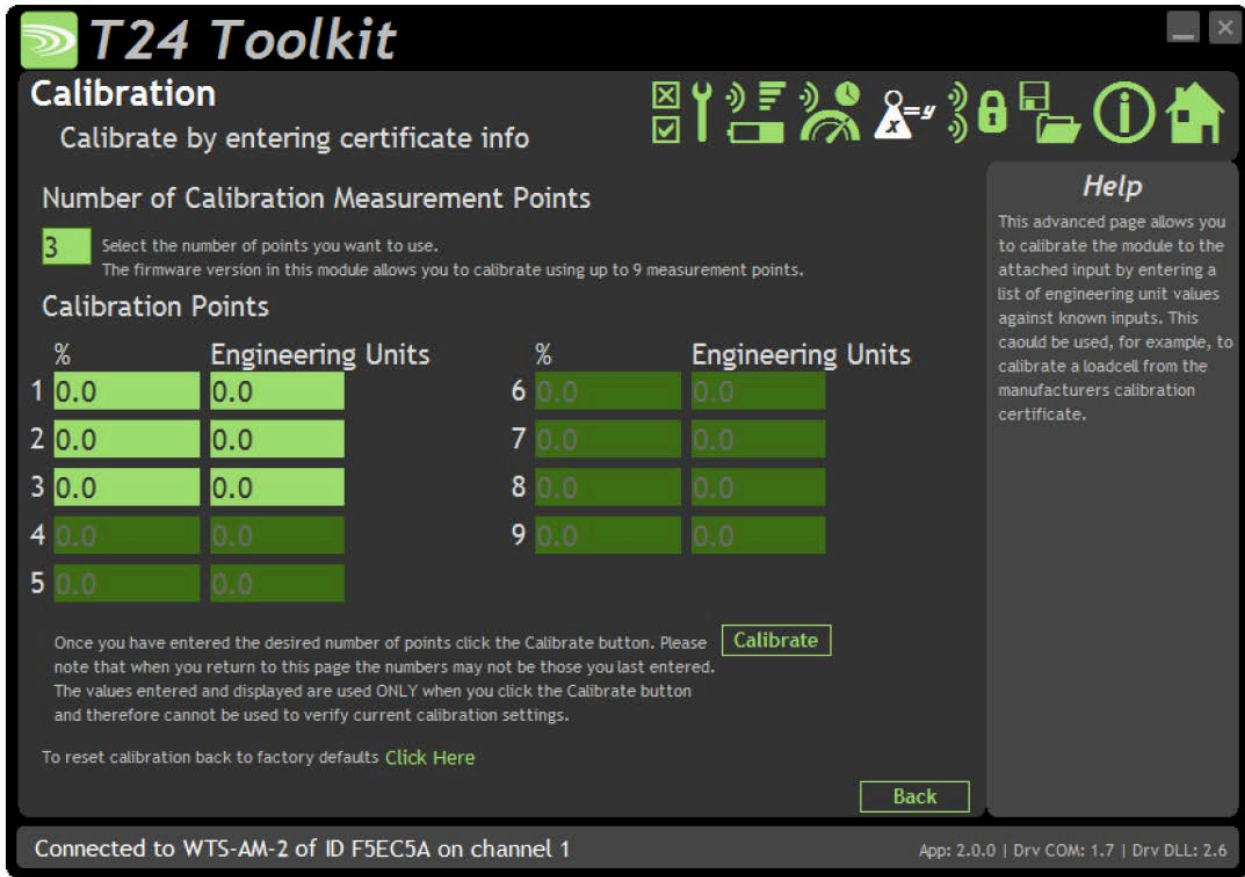 T24 Toolkit
Calibration
Calibrate by entering certificate info
x=y
Number of Calibration Measurement Points
3
Select the number of points you want to use.
The firmware version in this module allows you to calibrate using up to 9 measurement points.
Calibration Points
% Engineering Units % Engineering Units
1 0.0 0.0 6 0.0 0.0
2 0.0 0.0 7 0.0 0.0
3 0.0 0.0 8 0.0 0.0
4 0.0 0.0 9 0.0 0.0
5 0.0 0.0
Once you have entered the desired number of points click the Calibrate button. Please
note that when you return to this page the numbers may not be those you last entered.
The values entered and displayed are used ONLY when you click the Calibrate button
and therefore cannot be used to verify current calibration settings.
Calibrate
To reset calibration back to factory defaults Click Here
Back
Help
This advanced page allows you
to calibrate the module to the
attached input by entering a
list of engineering unit values
against known inputs. This
caould be used, for example, to
calibrate a loadcell from the
manufacturers calibration
certificate.
Connected to WTS-AM-2 of ID F5EC5A on channel 1
App: 2.0.0 | Drv COM: 1.7 | Drv DLL: 2.6